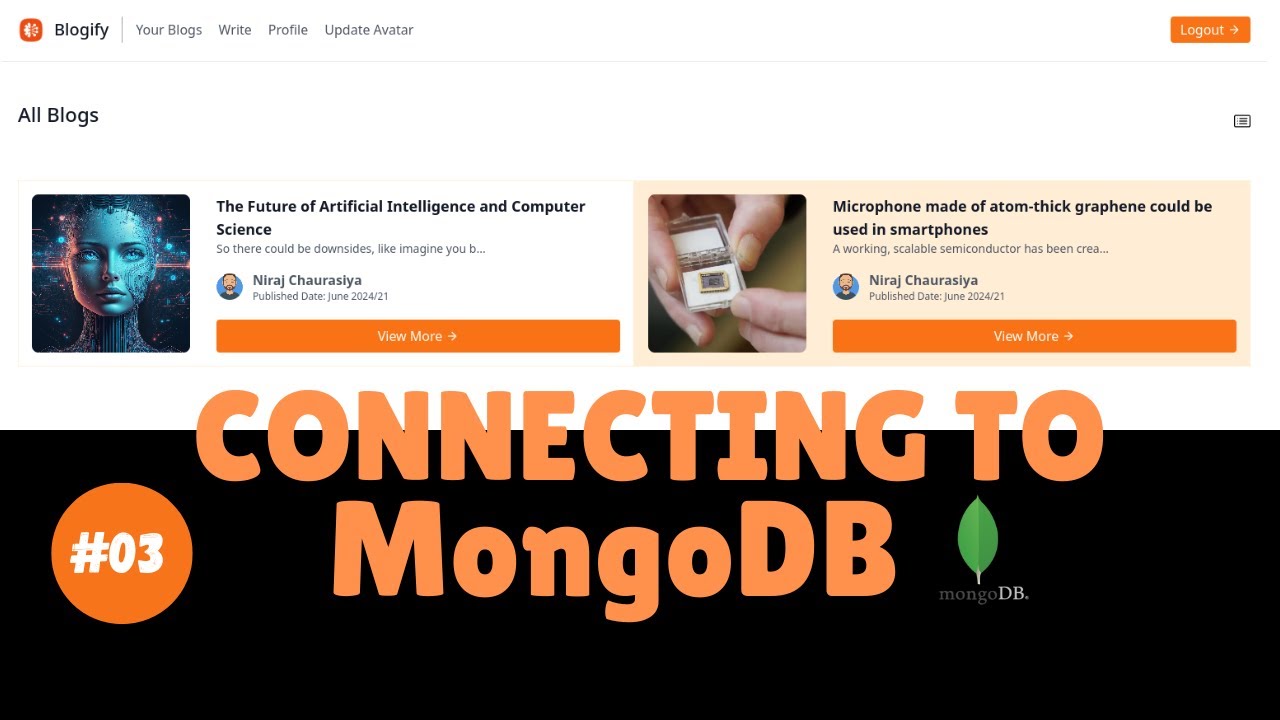 Blogify
Your Blogs
Write
Profile
Update Avatar
Logout →
All Blogs
The Future of Artificial Intelligence and Computer
Science
So there could be downsides, like imagine you b...
Niraj Chaurasiya
Published Date: June 2024/21
View More →
Microphone made of atom-thick graphene could be
used in smartphones
A working, scalable semiconductor has been crea...
Niraj Chaurasiya
Published Date: June 2024/21
View More →
CONNECTING TO
MongoDB
#03
mongoDB.